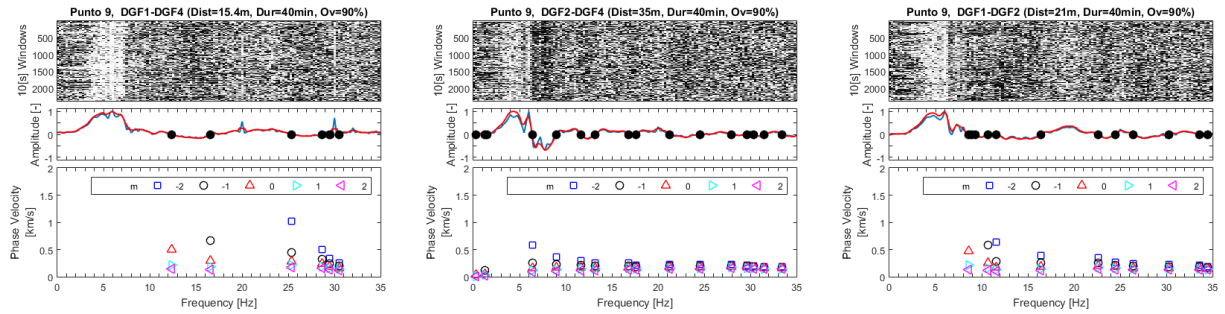 Punto 9, DGF1-DGF4 (Dist=15.4m, Dur=40min, Ov=90%)
10[s] Windows
500
1000
1500
2000
Amplitude [-]
1
0
-1
Phase Velocity
[km/s]
2
1.5
1
0.5
0
m -2 -1 0 1 2
0 5 10 15 20 25 30 35
Frequency [Hz]
Punto 9, DGF2-DGF4 (Dist=35m, Dur=40min, Ov=90%)
10[s] Windows
500
1000
1500
2000
Amplitude [-]
1
0
-1
Phase Velocity
[km/s]
2
1.5
1
0.5
0
m -2 -1 0 1 2
0 5 10 15 20 25 30 35
Frequency [Hz]
Punto 9, DGF1-DGF2 (Dist=21m, Dur=40min, Ov=90%)
10[s] Windows
500
1000
1500
2000
Amplitude [-]
1
0
-1
Phase Velocity
[km/s]
2
1.5
1
0.5
0
m -2 -1 0 1 2
0 5 10 15 20 25 30 35
Frequency [Hz]